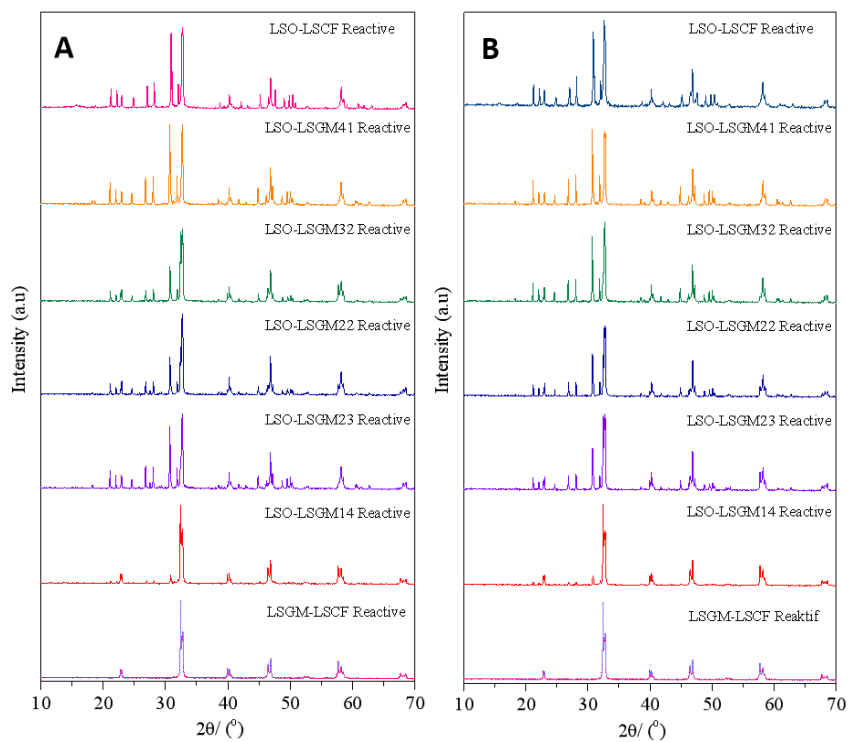 A
LSO-LSCF Reactive
LSO-LSGM41 Reactive
LSO-LSGM32 Reactive
LSO-LSGM22 Reactive
LSO-LSGM23 Reactive
LSO-LSGM14 Reactive
LSGM-LSCF Reactive
Intensity (a.u)
10 20 30 40 50 60 70
2θ/ (°)
B
LSO-LSCF Reactive
LSO-LSGM41 Reactive
LSO-LSGM32 Reactive
LSO-LSGM22 Reactive
LSO-LSGM23 Reactive
LSO-LSGM14 Reactive
LSGM-LSCF Reaktif
Intensity (a.u)
10 20 30 40 50 60 70
2θ/ (°)